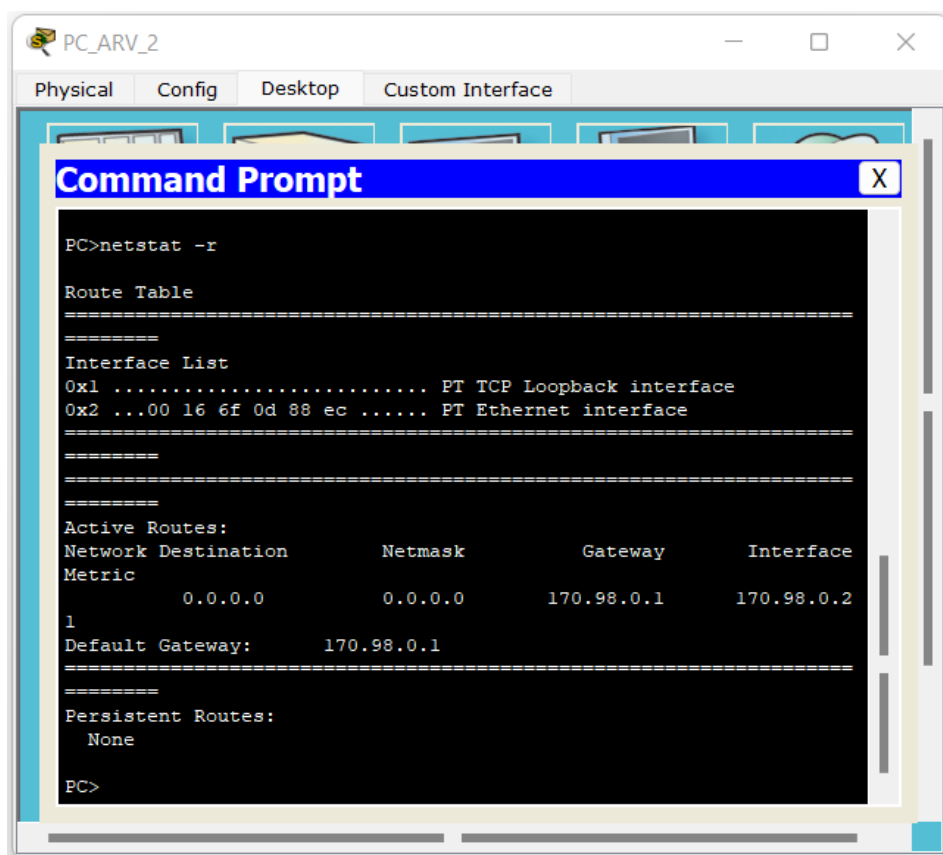 PC_ARV_2
Physical Config Desktop Custom Interface
Command Prompt X
PC>netstat -r
Route Table
===================================================================
========
Interface List
0x1 ........................... PT TCP Loopback interface
0x2 ...00 16 6f 0d 88 ec ...... PT Ethernet interface
===================================================================
========
===================================================================
========
Active Routes:
Network Destination        Netmask          Gateway       Interface
Metric
          0.0.0.0          0.0.0.0       170.98.0.1      170.98.0.2
1
Default Gateway:      170.98.0.1
===================================================================
========
Persistent Routes:
  None
PC>